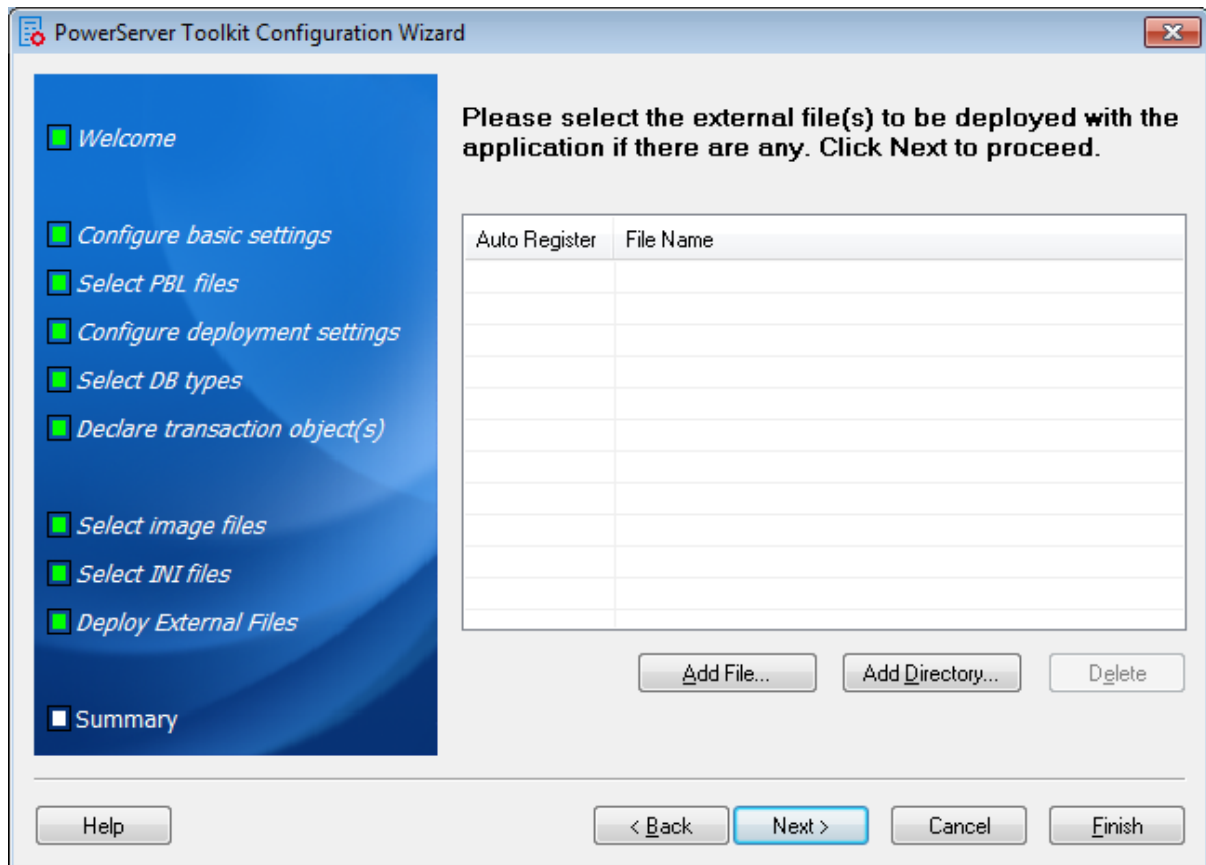 PowerServer Toolkit Configuration Wizard
Welcome
Configure basic settings
Select PBL files
Configure deployment settings
Select DB types
Declare transaction object(s)
Select image files
Select INI files
Deploy External Files
Summary
Please select the external file(s) to be deployed with the
application if there are any. Click Next to proceed.
Auto Register File Name
Add File... Add Directory... Delete
Help < Back Next > Cancel Finish